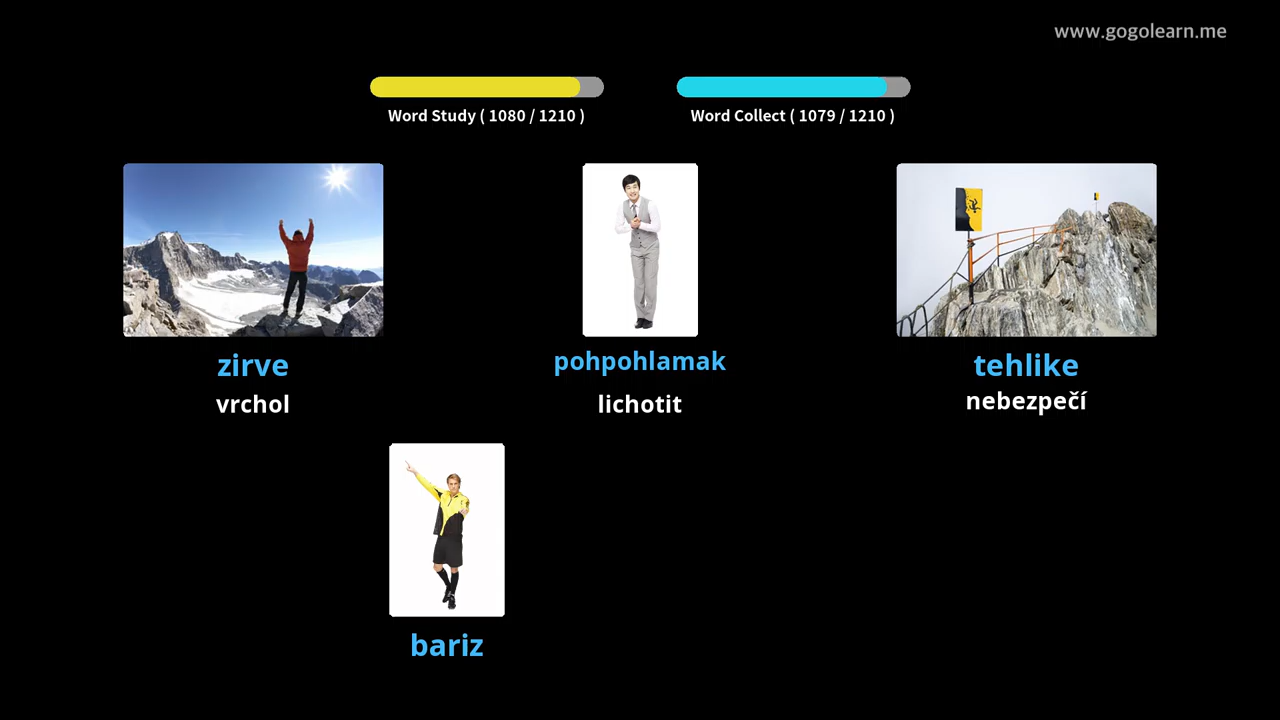 www.gogolearn.me
Word Study ( 1080 / 1210 )
Word Collect ( 1079 / 1210 )
zirve
vrchol
pohpohlamak
lichotit
tehlike
nebezpečí
bariz